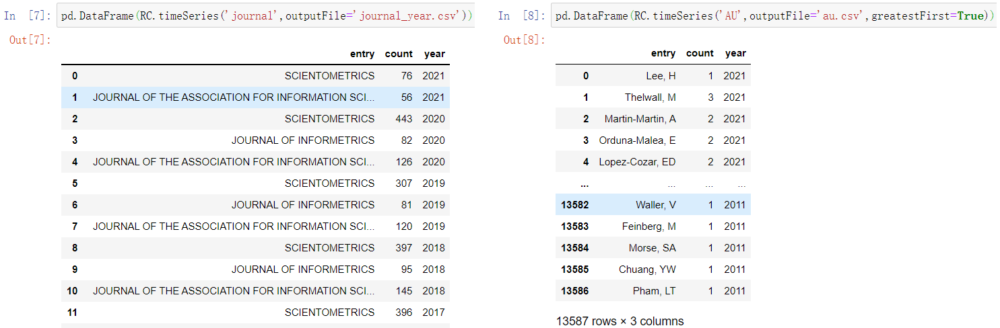 In [7]: pd.DataFrame(RC.timeSeries('journal',outputFile='journal_year.csv'))
Out[7]:
entry count year
0 SCIENTOMETRICS 76 2021
1 JOURNAL OF THE ASSOCIATION FOR INFORMATION SCI... 56 2021
2 SCIENTOMETRICS 443 2020
3 JOURNAL OF INFORMETRICS 82 2020
4 JOURNAL OF THE ASSOCIATION FOR INFORMATION SCI... 126 2020
5 SCIENTOMETRICS 307 2019
6 JOURNAL OF INFORMETRICS 81 2019
7 JOURNAL OF THE ASSOCIATION FOR INFORMATION SCI... 120 2019
8 SCIENTOMETRICS 397 2018
9 JOURNAL OF INFORMETRICS 95 2018
10 JOURNAL OF THE ASSOCIATION FOR INFORMATION SCI... 145 2018
11 SCIENTOMETRICS 396 2017
In [8]: pd.DataFrame(RC.timeSeries('AU',outputFile='au.csv',greatestFirst=True))
Out[8]:
entry count year
0 Lee, H 1 2021
1 Thelwall, M 3 2021
2 Martin-Martin, A 2 2021
3 Orduna-Malea, E 2 2021
4 Lopez-Cozar, ED 2 2021
... ... ... ...
13582 Waller, V 1 2011
13583 Feinberg, M 1 2011
13584 Morse, SA 1 2011
13585 Chuang, YW 1 2011
13586 Pham, LT 1 2011
13587 rows × 3 columns